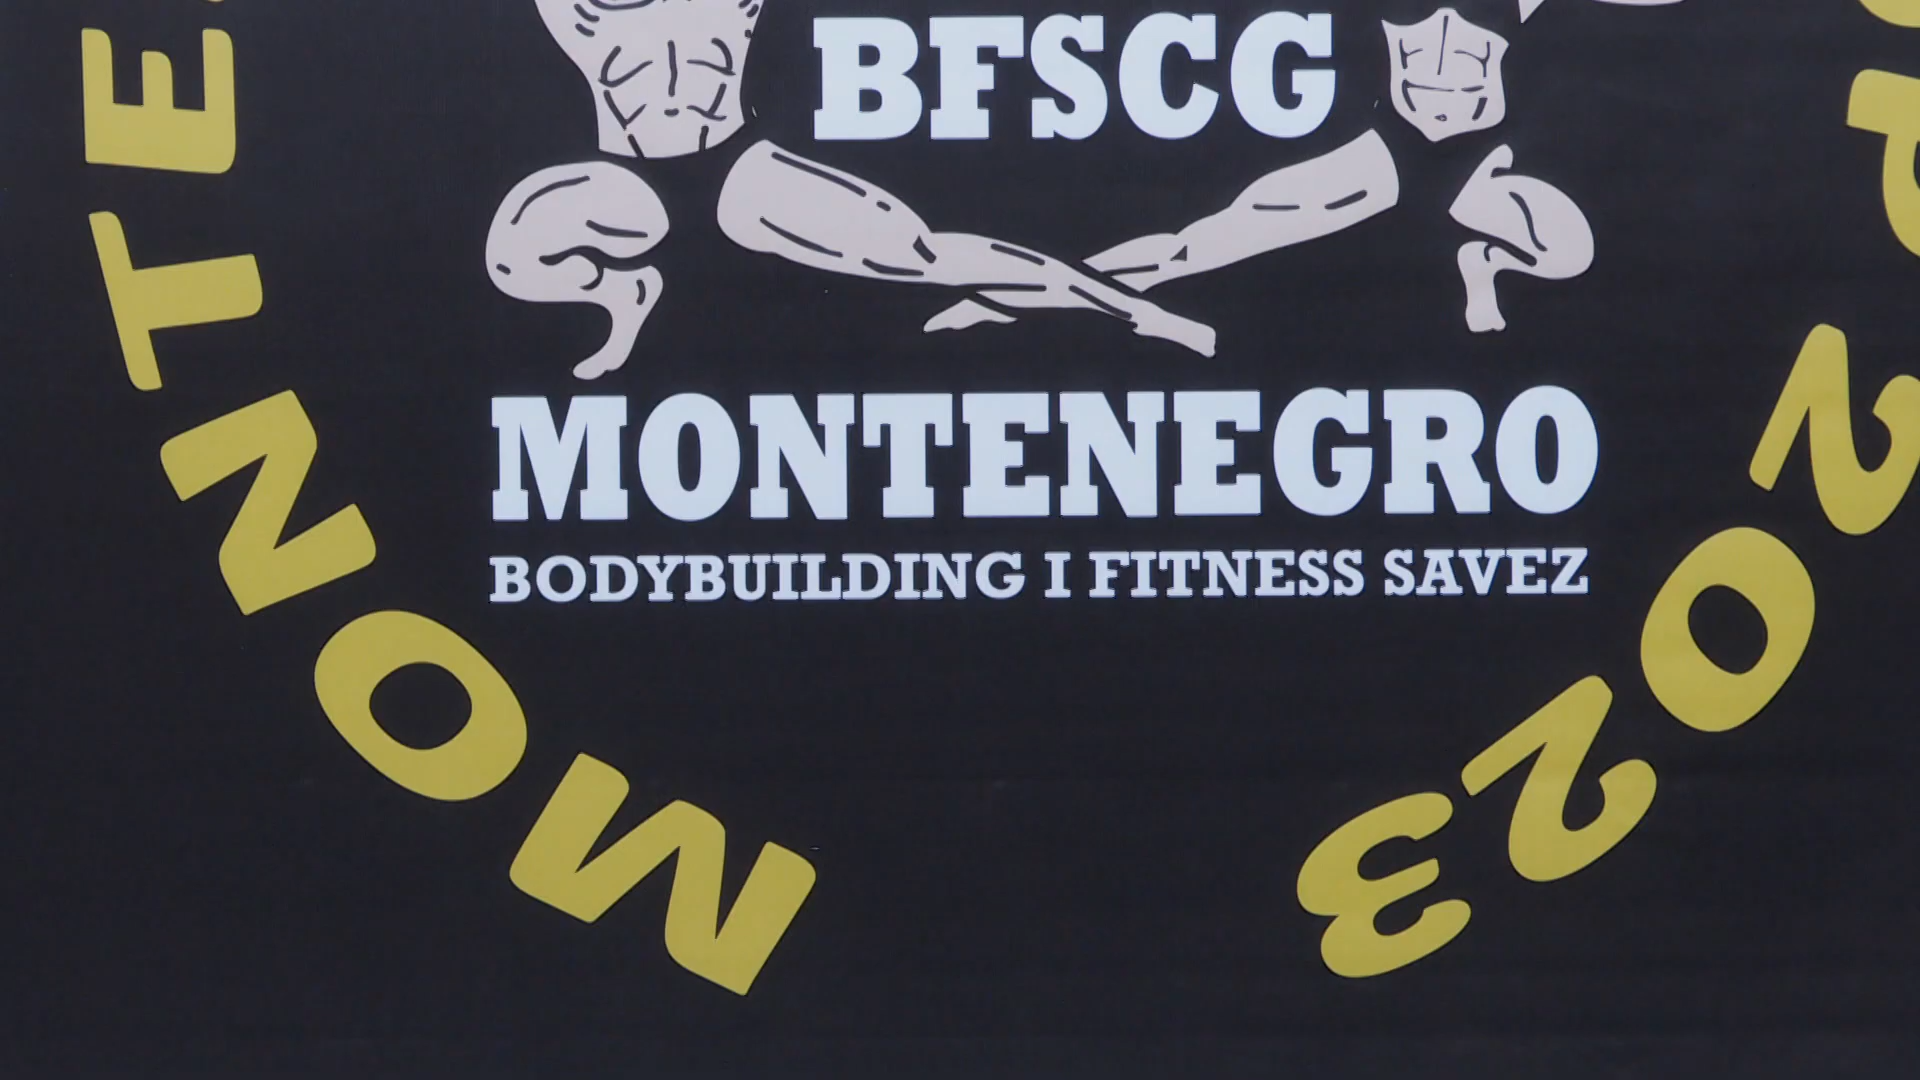 BFSCG
MONTENEGRO
BODYBUILDING I FITNESS SAVEZ
MONTE
2023